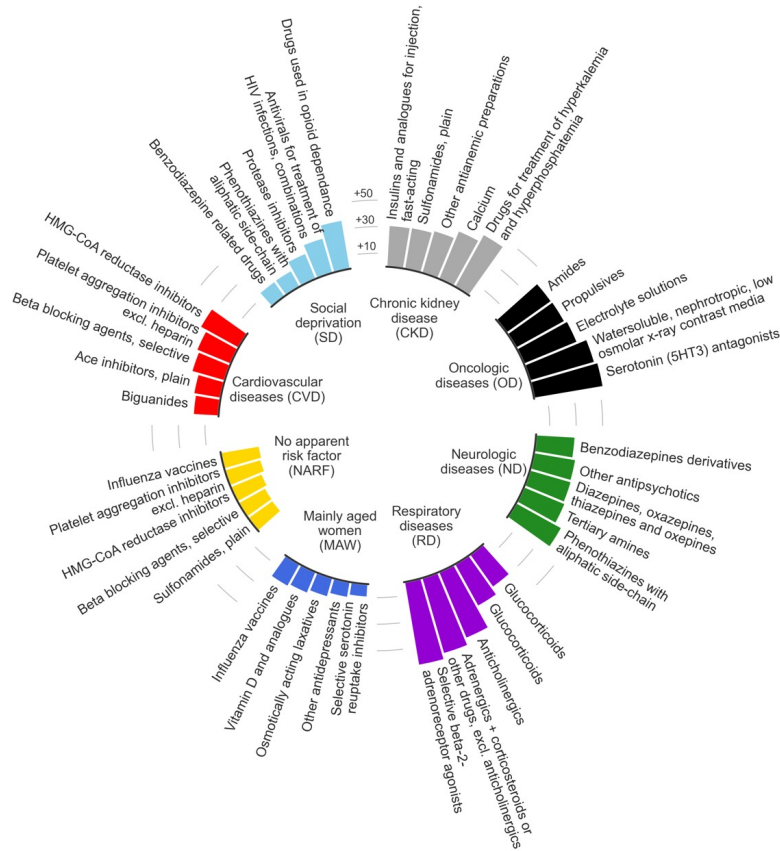 +50
+30
+10
Insulins and analogues for injection,
fast-acting
Sulfonamides, plain
Other antianemic preparations
Calcium
Drugs for treatment of hyperkalemia
and hyperphosphatemia
Chronic kidney
disease
(CKD)
Amides
Propulsives
Electrolyte solutions
Watersoluble, nephrotropic, low
osmolar x-ray contrast media
Serotonin (5HT3) antagonists
Oncologic
diseases (OD)
Benzodiazepines derivatives
Other antipsychotics
Diazepines, oxazepines,
thiazepines and oxepines
Tertiary amines
Phenothiazines with
aliphatic side-chain
Neurologic
diseases (ND)
Glucocorticoids
Glucocorticoids
Anticholinergics
Adrenergics + corticosteroids or
other drugs, excl. anticholinergics
Selective beta-2-
adrenoreceptor agonists
Respiratory
diseases
(RD)
Selective serotonin
reuptake inhibitors
Other antidepressants
Osmotically acting laxatives
Vitamin D and analogues
Influenza vaccines
Mainly aged
women
(MAW)
Sulfonamides, plain
Beta blocking agents, selective
HMG-CoA reductase inhibitors
Platelet aggregation inhibitors
excl. heparin
Influenza vaccines
No apparent
risk factor
(NARF)
Biguanides
Ace inhibitors, plain
Beta blocking agents, selective
Platelet aggregation inhibitors
excl. heparin
HMG-CoA reductase inhibitors
Cardiovascular
diseases (CVD)
Benzodiazepine related drugs
Phenothiazines with
aliphatic side-chain
Protease inhibitors
Antivirals for treatment of
HIV infections, combinations
Drugs used in opioid dependance
Social
deprivation
(SD)